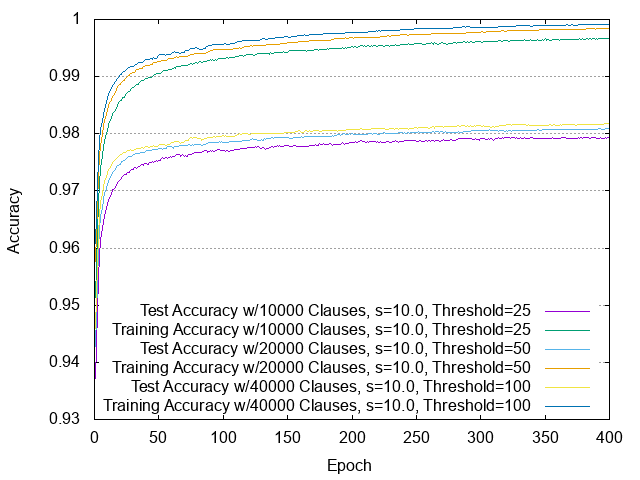 1
0.99
0.98
0.97
0.96
0.95
0.94
0.93
Accuracy
Test Accuracy w/10000 Clauses, s=10.0, Threshold=25
Training Accuracy w/10000 Clauses, s=10.0, Threshold=25
Test Accuracy w/20000 Clauses, s=10.0, Threshold=50
Training Accuracy w/20000 Clauses, s=10.0, Threshold=50
Test Accuracy w/40000 Clauses, s=10.0, Threshold=100
Training Accuracy w/40000 Clauses, s=10.0, Threshold=100
0 50 100 150 200 250 300 350 400
Epoch